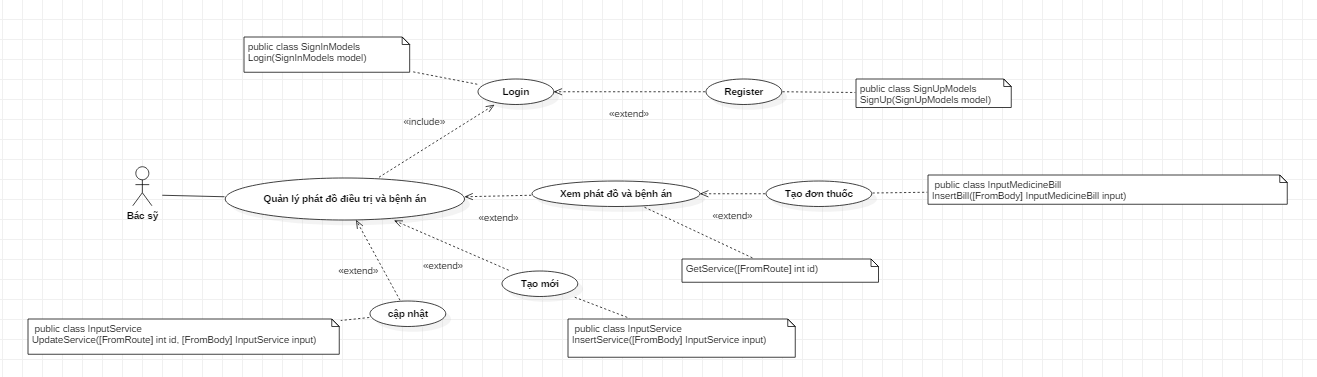 public class SignInModels
Login(SignInModels model)
Login
Register
public class SignUpModels
SignUp(SignUpModels model)
«extend»
«include»
Bác sỹ
Quản lý phát đồ điều trị và bệnh án
Xem phát đồ và bệnh án
Tạo đơn thuốc
public class InputMedicineBill
InsertBill([FromBody] InputMedicineBill input)
«extend»
«extend»
GetService([FromRoute] int id)
«extend»
«extend»
Tạo mới
cập nhật
public class InputService
UpdateService([FromRoute] int id, [FromBody] InputService input)
public class InputService
InsertService([FromBody] InputService input)